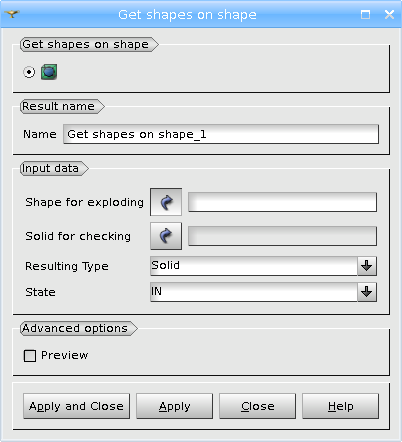 Get shapes on shape
Get shapes on shape
Result name
Name Get shapes on shape_1
Input data
Shape for exploding
Solid for checking
Resulting Type Solid
State IN
Advanced options
Preview
Apply and Close Apply Close Help